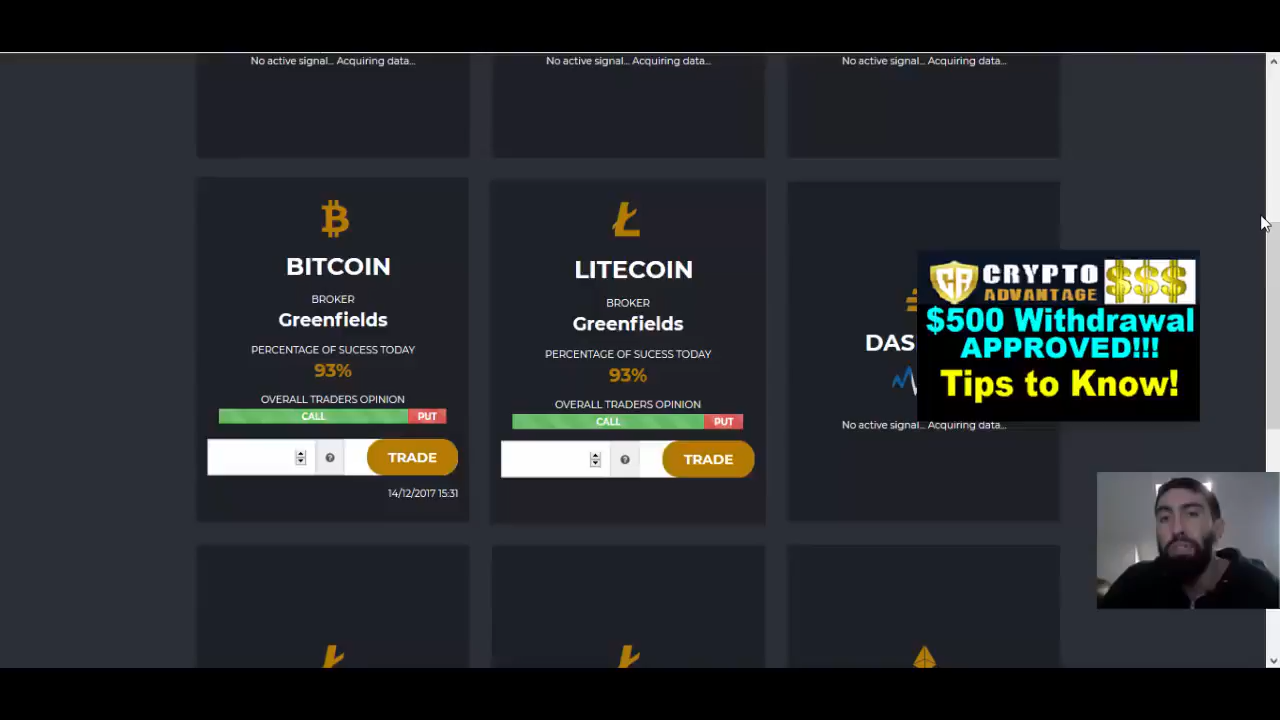 No active signal... Acquiring data...
No active signal... Acquiring data...
No active signal... Acquiring data...
BITCOIN
BROKER
Greenfields
PERCENTAGE OF SUCESS TODAY
93%
OVERALL TRADERS OPINION
CALL PUT
TRADE
14/12/2017 15:31
LITECOIN
BROKER
Greenfields
PERCENTAGE OF SUCESS TODAY
93%
OVERALL TRADERS OPINION
CALL PUT
TRADE
DAS
No active signal... Acquiring data...
CA CRYPTO $$$
ADVANTAGE
$500 Withdrawal
APPROVED!!!
Tips to Know!